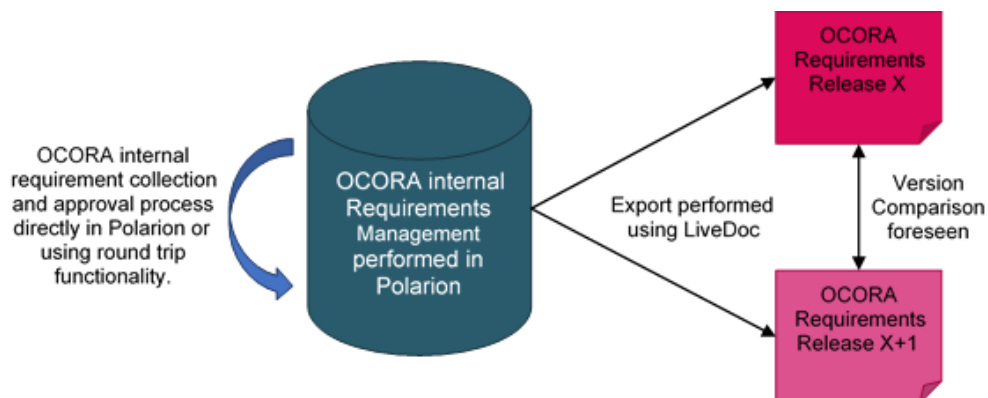 OCORA internal
requirement collection
and approval process
directly in Polarion or
using round trip
functionality.
OCORA internal
Requirements
Management
performed in
Polarion
Export performed
using LiveDoc
OCORA
Requirements
Release X
Version
Comparison
foreseen
OCORA
Requirements
Release X+1